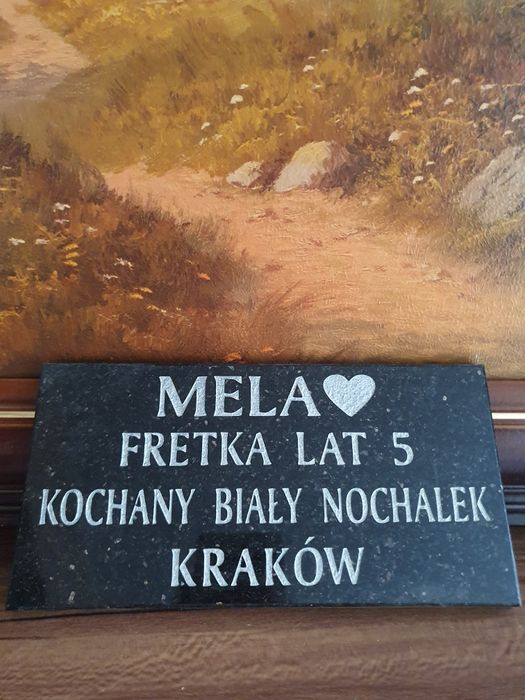 MELA♥
FRETKA LAT 5
KOCHANY BIAŁY NOCHALEK
KRAKÓW